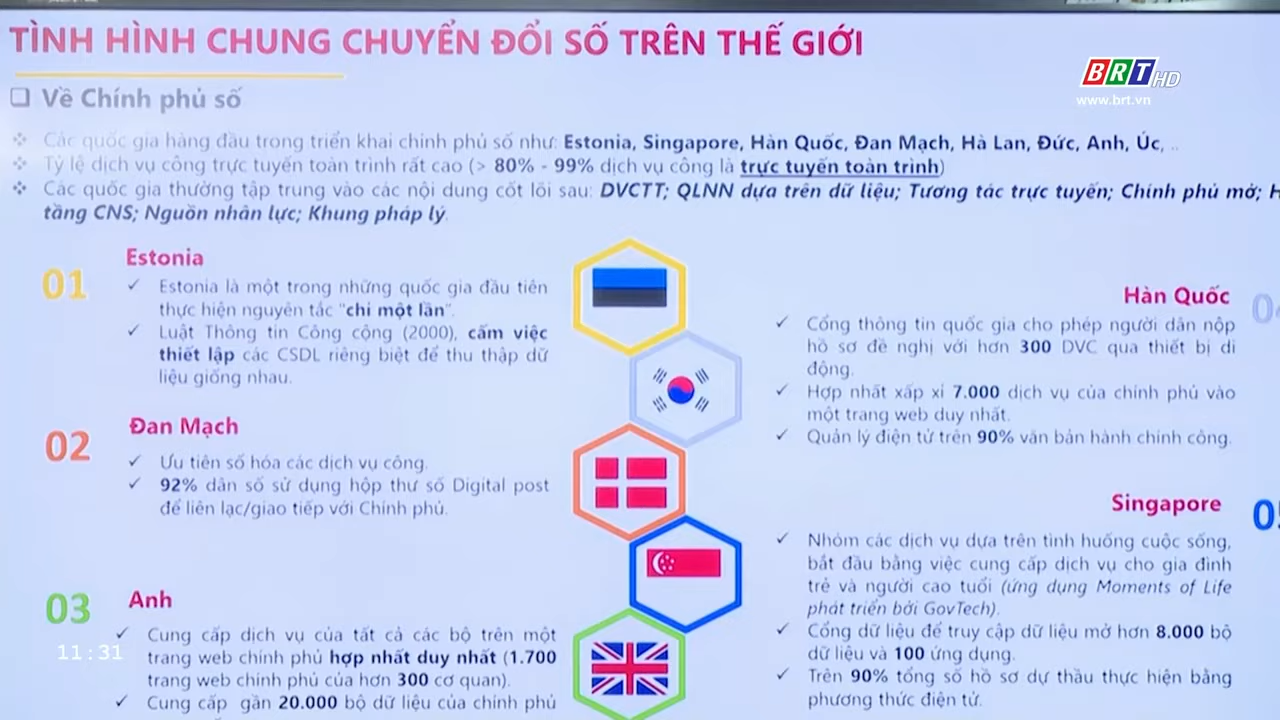 TÌNH HÌNH CHUNG CHUYỂN ĐỔI SỐ TRÊN THẾ GIỚI
BRT HD
www.brt.vn
❑ Về Chính phủ số
❖ Các quốc gia hàng đầu trong triển khai chính phủ số như: Estonia, Singapore, Hàn Quốc, Đan Mạch, Hà Lan, Đức, Anh, Úc, ..
❖ Tỷ lệ dịch vụ công trực tuyến toàn trình rất cao (> 80% - 99% dịch vụ công là trực tuyến toàn trình)
❖ Các quốc gia thường tập trung vào các nội dung cốt lõi sau: DVCTT; QLNN dựa trên dữ liệu; Tương tác trực tuyến; Chính phủ mở; H
tầng CNS; Nguồn nhân lực; Khung pháp lý.
01
Estonia
✓ Estonia là một trong những quốc gia đầu tiên
thực hiện nguyên tắc "chỉ một lần".
✓ Luật Thông tin Công cộng (2000), cấm việc
thiết lập các CSDL riêng biệt để thu thập dữ
liệu giống nhau.
02
Đan Mạch
✓ Ưu tiên số hóa các dịch vụ công.
✓ 92% dân số sử dụng hộp thư số Digital post
để liên lạc/giao tiếp với Chính phủ.
03
Anh
✓ Cung cấp dịch vụ của tất cả các bộ trên một
trang web chính phủ hợp nhất duy nhất (1.700
trang web chính phủ của hơn 300 cơ quan).
✓ Cung cấp gần 20.000 bộ dữ liệu của chính phủ
11:31
Hàn Quốc
✓ Cổng thông tin quốc gia cho phép người dân nộp
hồ sơ đề nghị với hơn 300 DVC qua thiết bị di
động.
✓ Hợp nhất xấp xỉ 7.000 dịch vụ của chính phủ vào
một trang web duy nhất.
✓ Quản lý điện tử trên 90% văn bản hành chính công.
Singapore
✓ Nhóm các dịch vụ dựa trên tình huống cuộc sống,
bắt đầu bằng việc cung cấp dịch vụ cho gia đình
trẻ và người cao tuổi (ứng dụng Moments of Life
phát triển bởi GovTech).
✓ Cổng dữ liệu để truy cập dữ liệu mở hơn 8.000 bộ
dữ liệu và 100 ứng dụng.
✓ Trên 90% tổng số hồ sơ dự thầu thực hiện bằng
phương thức điện tử.